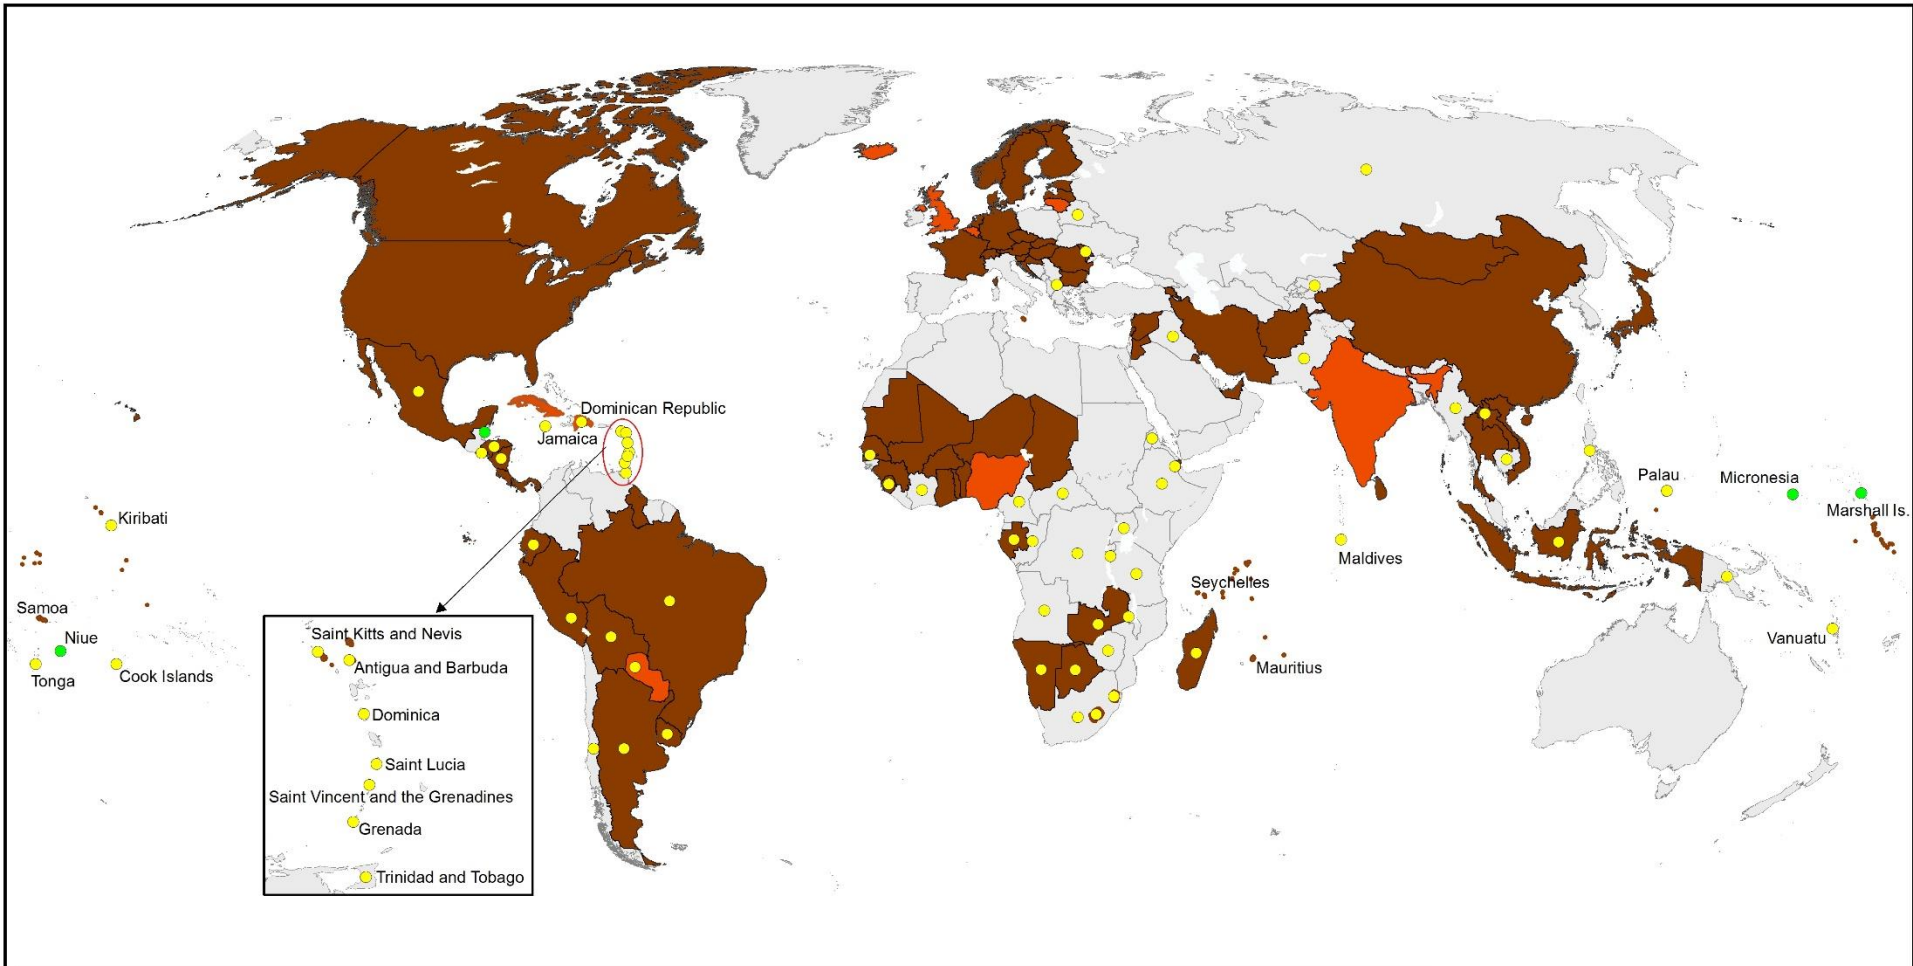 Dominican Republic
Jamaica
Kiribati
Samoa
Niue
Tonga
Cook Islands
Saint Kitts and Nevis
Antigua and Barbuda
Dominica
Saint Lucia
Saint Vincent and the Grenadines
Grenada
Trinidad and Tobago
Seychelles
Mauritius
Maldives
Palau
Micronesia
Marshall Is.
Vanuatu